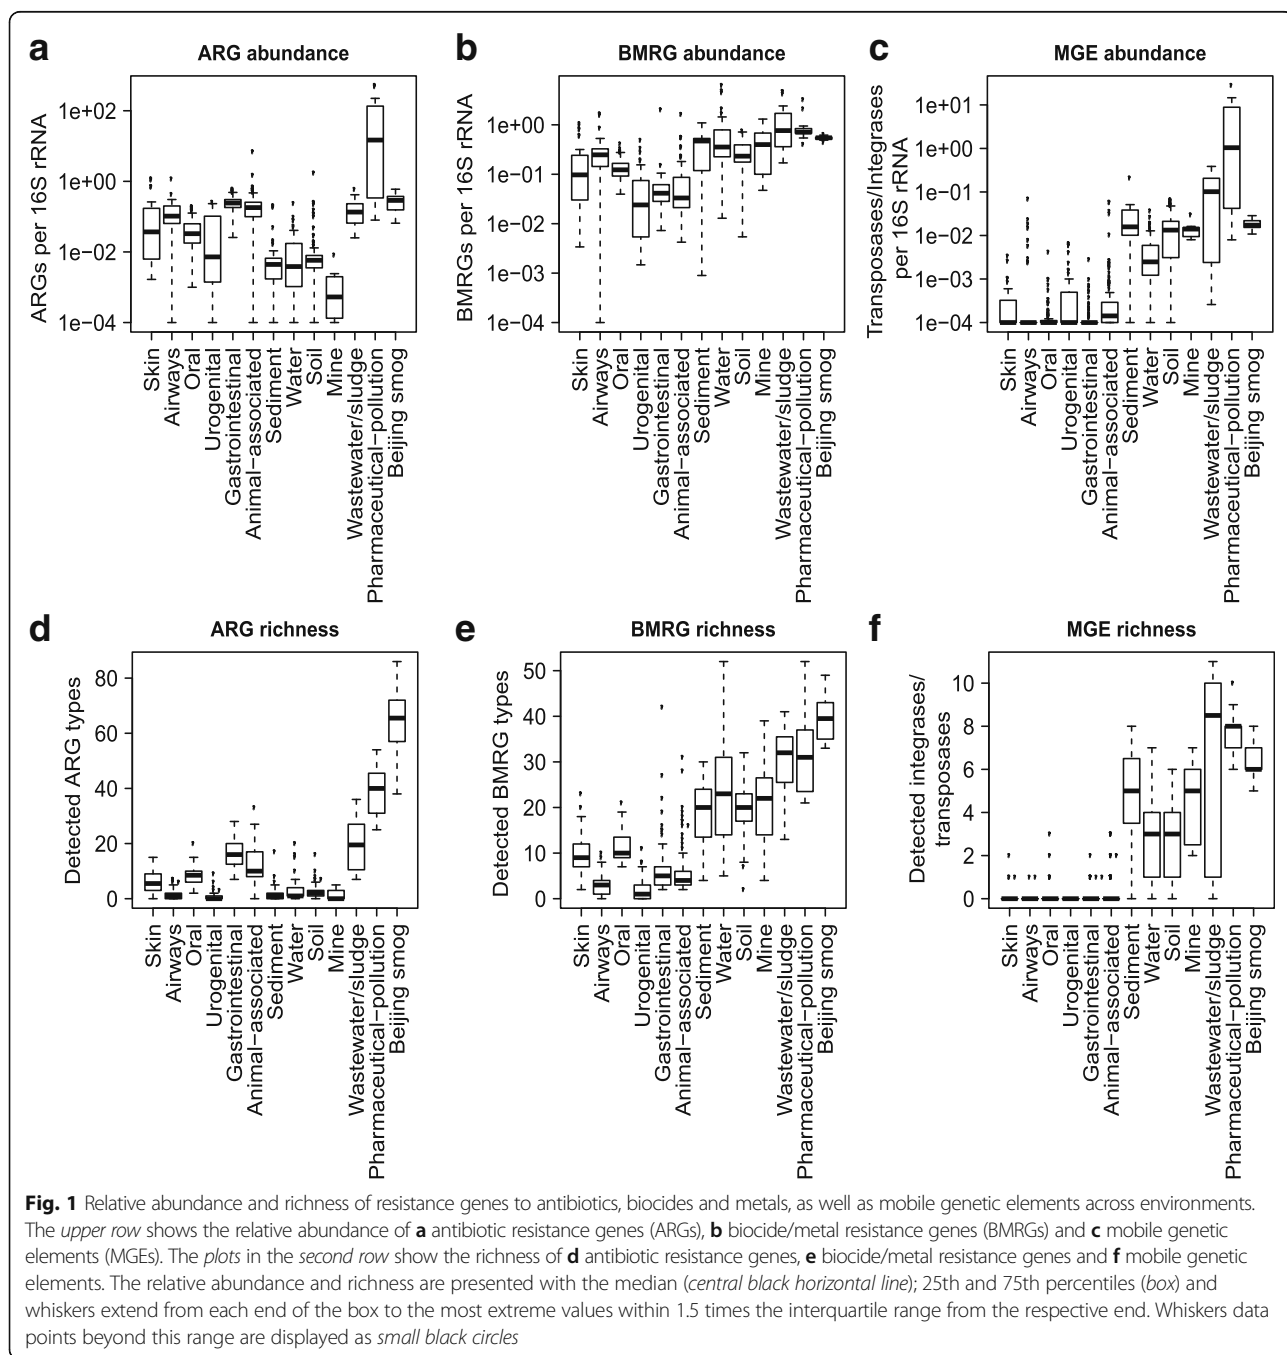 a
ARG abundance
ARGs per 16S rRNA
1e+02
1e+00
1e−02
1e−04
Skin
Airways
Oral
Urogenital
Gastrointestinal
Animal−associated
Sediment
Water
Soil
Mine
Wastewater/sludge
Pharmaceutical−pollution
Beijing smog
b
BMRG abundance
BMRGs per 16S rRNA
1e+00
1e−01
1e−02
1e−03
1e−04
Skin
Airways
Oral
Urogenital
Gastrointestinal
Animal−associated
Sediment
Water
Soil
Mine
Wastewater/sludge
Pharmaceutical−pollution
Beijing smog
c
MGE abundance
Transposases/Integrases
per 16S rRNA
1e+01
1e+00
1e−01
1e−02
1e−03
1e−04
Skin
Airways
Oral
Urogenital
Gastrointestinal
Animal−associated
Sediment
Water
Soil
Mine
Wastewater/sludge
Pharmaceutical−pollution
Beijing smog
d
ARG richness
Detected ARG types
80
60
40
20
0
Skin
Airways
Oral
Urogenital
Gastrointestinal
Animal−associated
Sediment
Water
Soil
Mine
Wastewater/sludge
Pharmaceutical−pollution
Beijing smog
e
BMRG richness
Detected BMRG types
50
40
30
20
10
0
Skin
Airways
Oral
Urogenital
Gastrointestinal
Animal−associated
Sediment
Water
Soil
Mine
Wastewater/sludge
Pharmaceutical−pollution
Beijing smog
f
MGE richness
Detected integrases/
transposases
10
8
6
4
2
0
Skin
Airways
Oral
Urogenital
Gastrointestinal
Animal−associated
Sediment
Water
Soil
Mine
Wastewater/sludge
Pharmaceutical−pollution
Beijing smog
Fig. 1 Relative abundance and richness of resistance genes to antibiotics, biocides and metals, as well as mobile genetic elements across environments.
The upper row shows the relative abundance of a antibiotic resistance genes (ARGs), b biocide/metal resistance genes (BMRGs) and c mobile genetic
elements (MGEs). The plots in the second row show the richness of d antibiotic resistance genes, e biocide/metal resistance genes and f mobile genetic
elements. The relative abundance and richness are presented with the median (central black horizontal line); 25th and 75th percentiles (box) and
whiskers extend from each end of the box to the most extreme values within 1.5 times the interquartile range from the respective end. Whiskers data
points beyond this range are displayed as small black circles